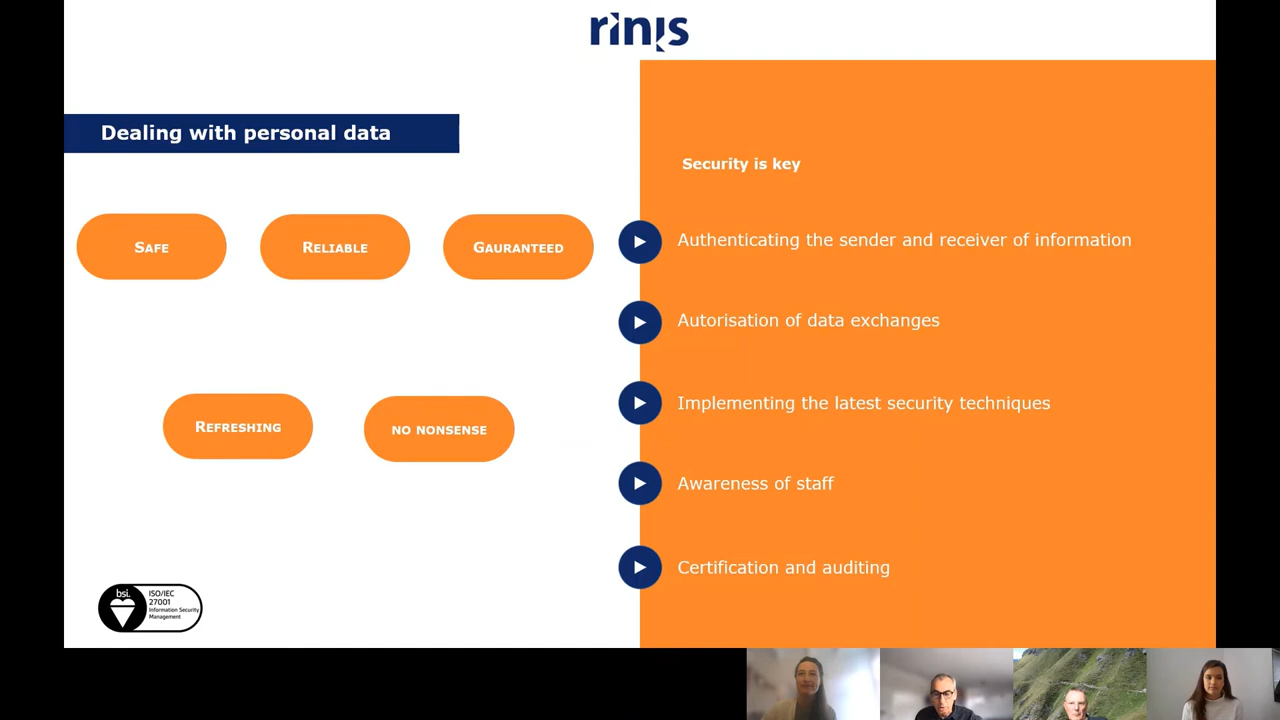 rinis
Dealing with personal data
SAFE
RELIABLE
GAURANTEED
REFRESHING
NO NONSENSE
bsi.
ISO/IEC
27001
Information Security
Management
Security is key
Authenticating the sender and receiver of information
Autorisation of data exchanges
Implementing the latest security techniques
Awareness of staff
Certification and auditing